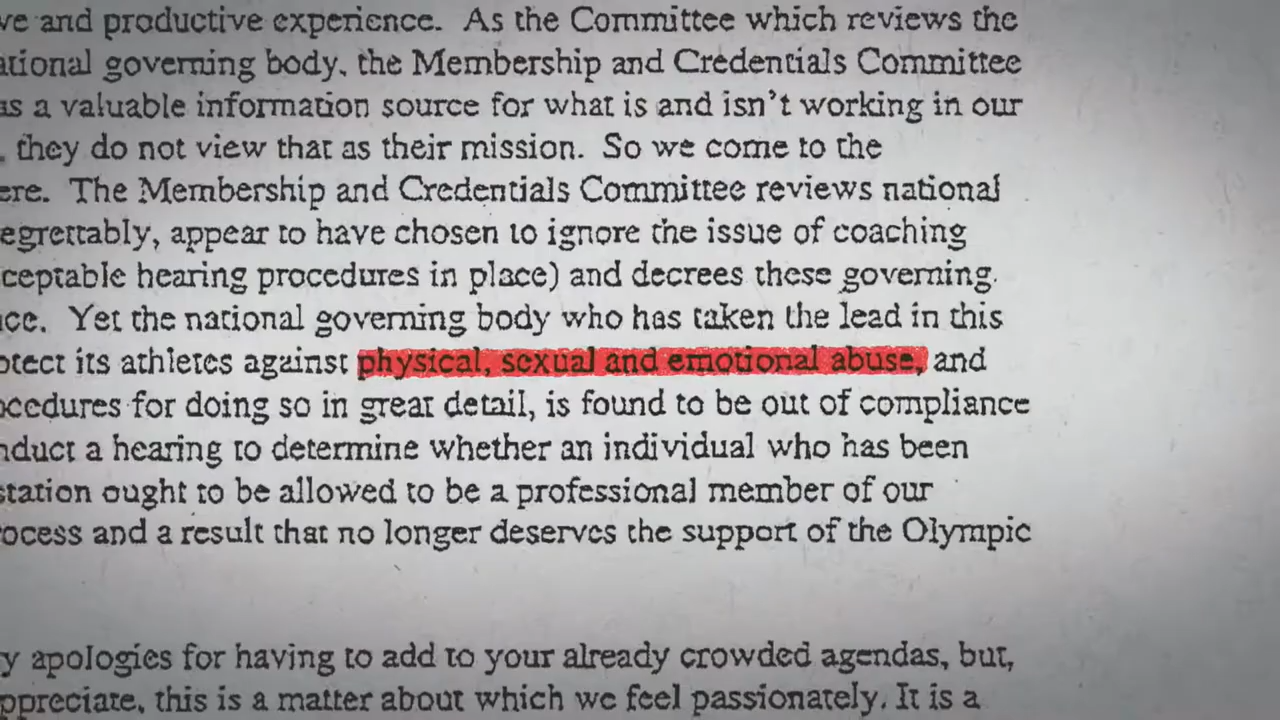 ve and productive experience. As the Committee which reviews the
ational governing body, the Membership and Credentials Committee
as a valuable information source for what is and isn't working in our
, they do not view that as their mission. So we come to the
ere. The Membership and Credentials Committee reviews national
egrettably, appear to have chosen to ignore the issue of coaching
ceptable hearing procedures in place) and decrees these governing
nce. Yet the national governing body who has taken the lead in this
otect its athletes against physical, sexual and emotional abuse, and
ocedures for doing so in great detail, is found to be out of compliance
nduct a hearing to determine whether an individual who has been
station ought to be allowed to be a professional member of our
ocess and a result that no longer deserves the support of the Olympic
y apologies for having to add to your already crowded agendas, but,
ppreciate, this is a matter about which we feel passionately. It is a